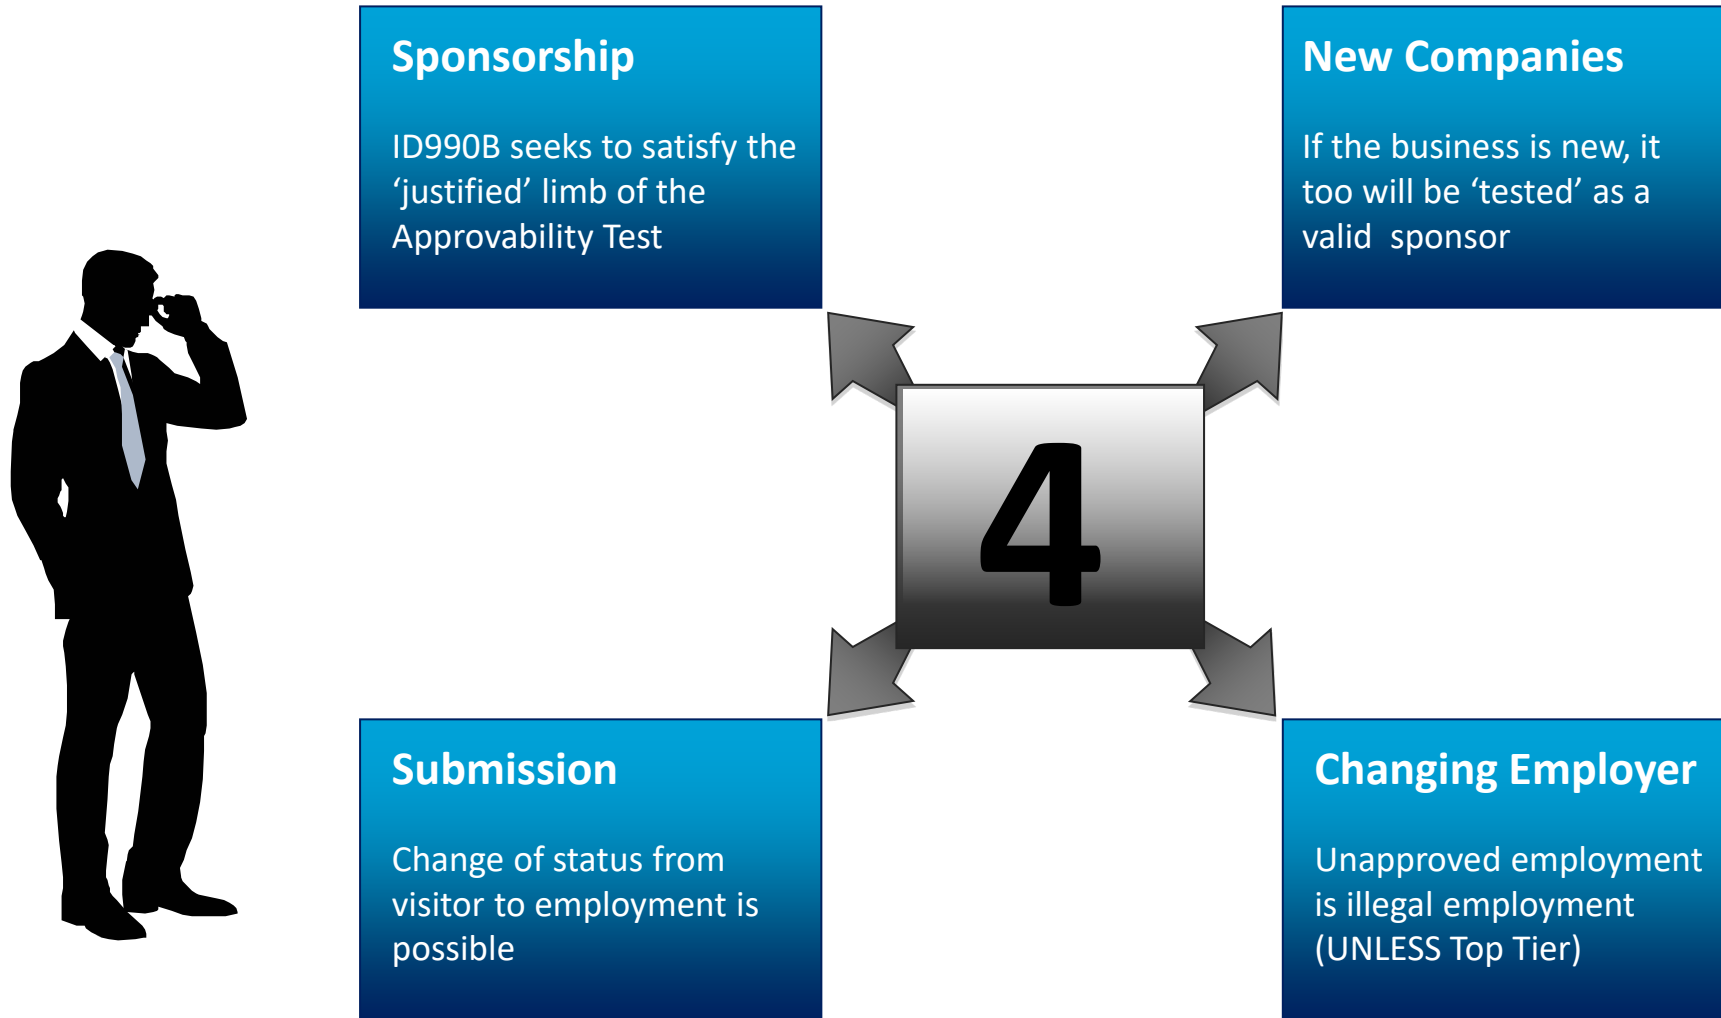 Sponsorship
ID990B seeks to satisfy the
‘justified’ limb of the
Approvability Test
New Companies
If the business is new, it
too will be ‘tested’ as a
valid  sponsor
4
Submission
Change of status from
visitor to employment is
possible
Changing Employer
Unapproved employment
is illegal employment
(UNLESS Top Tier)